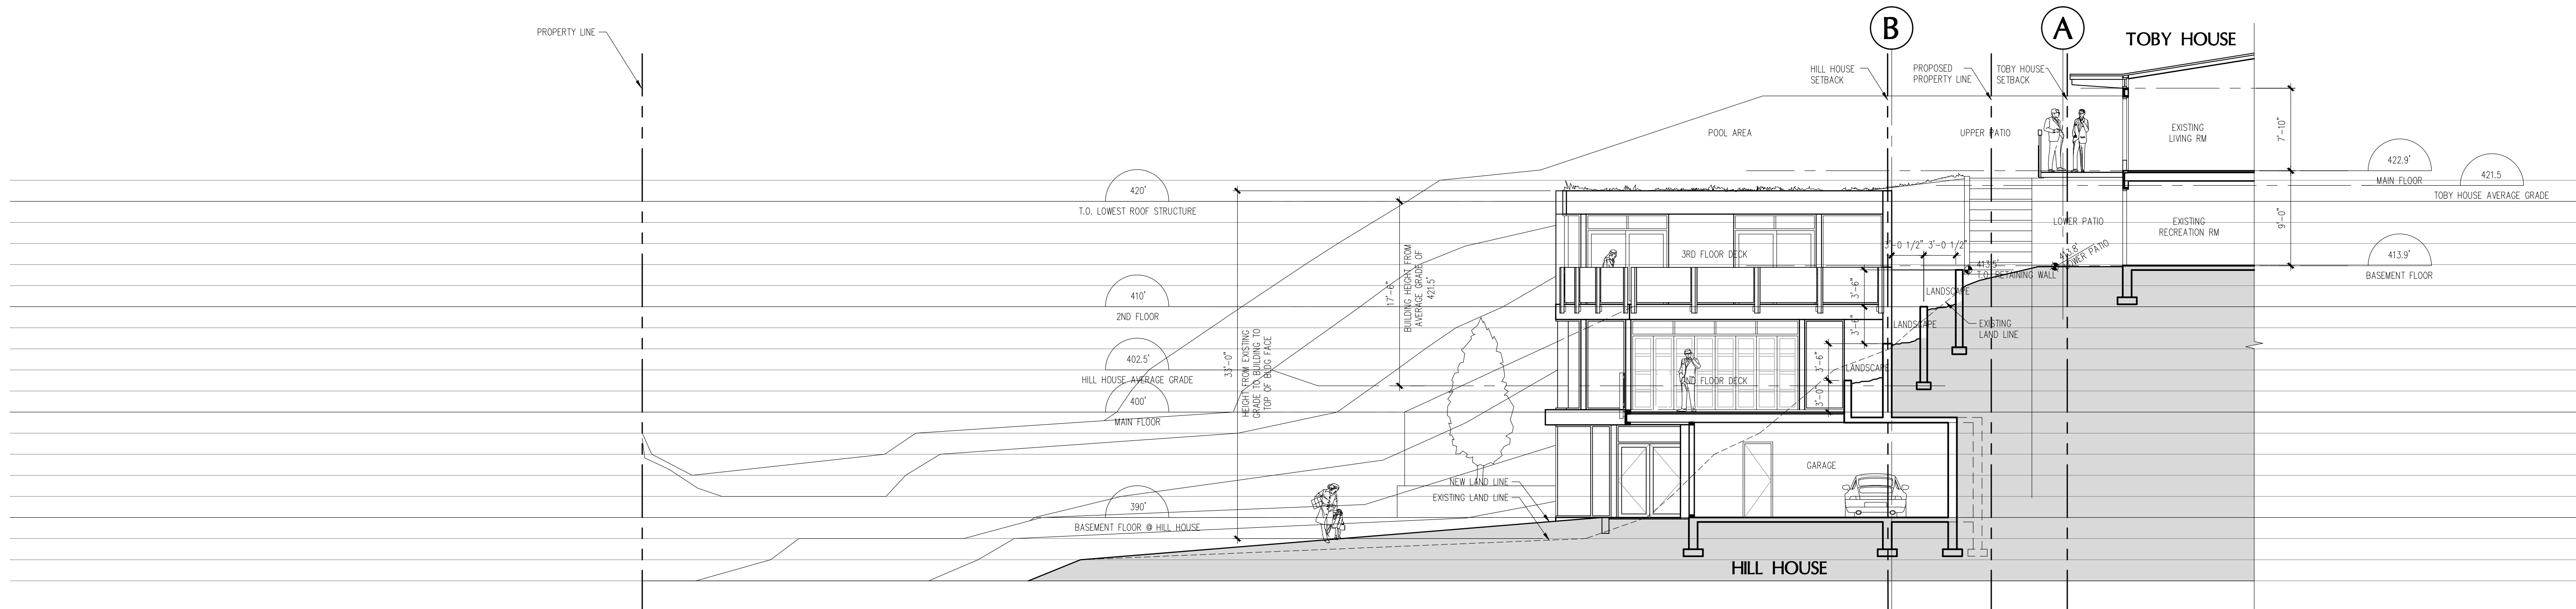 PROPERTY LINE
B
A
TOBY HOUSE
HILL HOUSE
SETBACK
PROPOSED
PROPERTY LINE
TOBY HOUSE
SETBACK
POOL AREA
UPPER PATIO
EXISTING
LIVING RM
7'-10"
422.9'
MAIN FLOOR
421.5
TOBY HOUSE AVERAGE GRADE
420'
T.O. LOWEST ROOF STRUCTURE
LOWER PATIO
EXISTING
RECREATION RM
9'-0"
413.9'
BASEMENT FLOOR
3RD FLOOR DECK
3'-0 1/2"
3'-0 1/2"
413.5'
T.O. RETAINING WALL
413.8'
LOWER PATIO
17'-6"
BUILDING HEIGHT FROM
AVERAGE GRADE OF
421.5'
410'
2ND FLOOR
3'-6"
LANDSCAPE
3'-6"
LANDSCAPE
EXISTING
LAND LINE
33'-0"
HEIGHT FROM EXISTING
GRADE TO BUILDING TO
TOP OF BLDG FACE
402.5'
HILL HOUSE AVERAGE GRADE
3'-6"
LANDSCAPE
2ND FLOOR DECK
3'-0"
400'
MAIN FLOOR
GARAGE
NEW LAND LINE
EXISTING LAND LINE
390'
BASEMENT FLOOR @ HILL HOUSE
HILL HOUSE